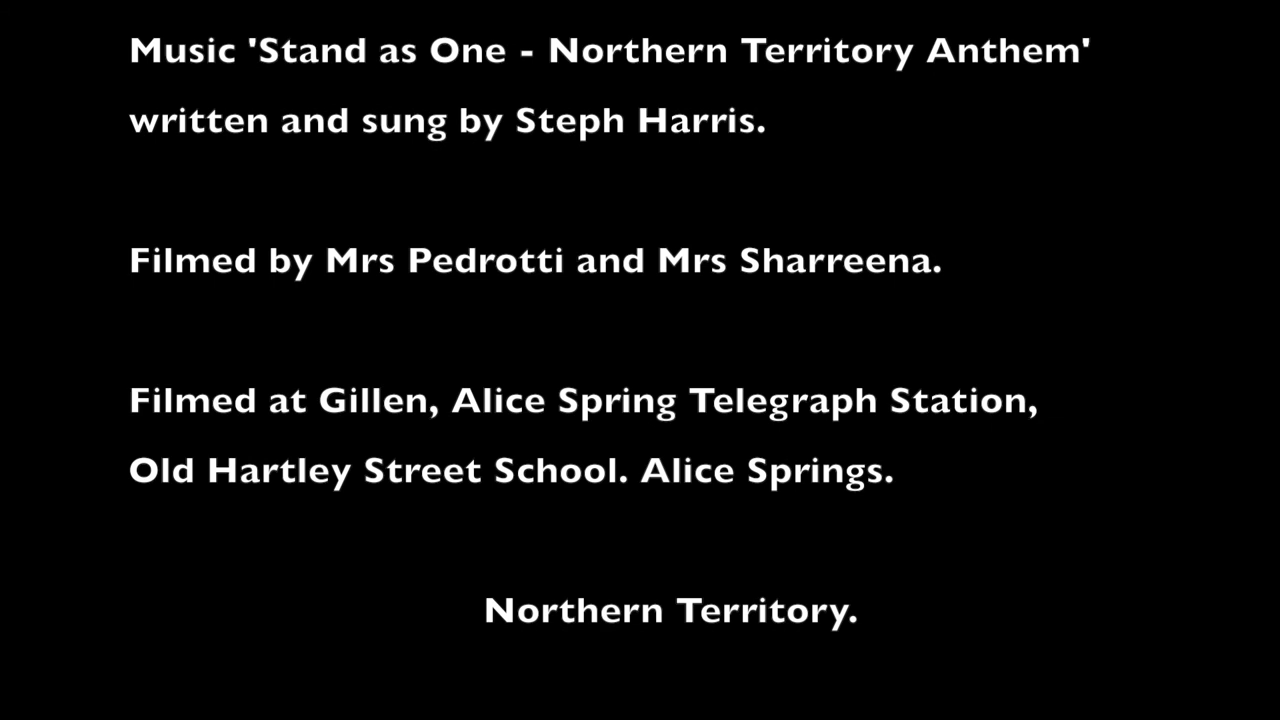 Music 'Stand as One - Northern Territory Anthem'
written and sung by Steph Harris.
Filmed by Mrs Pedrotti and Mrs Sharreena.
Filmed at Gillen, Alice Spring Telegraph Station,
Old Hartley Street School. Alice Springs.
Northern Territory.